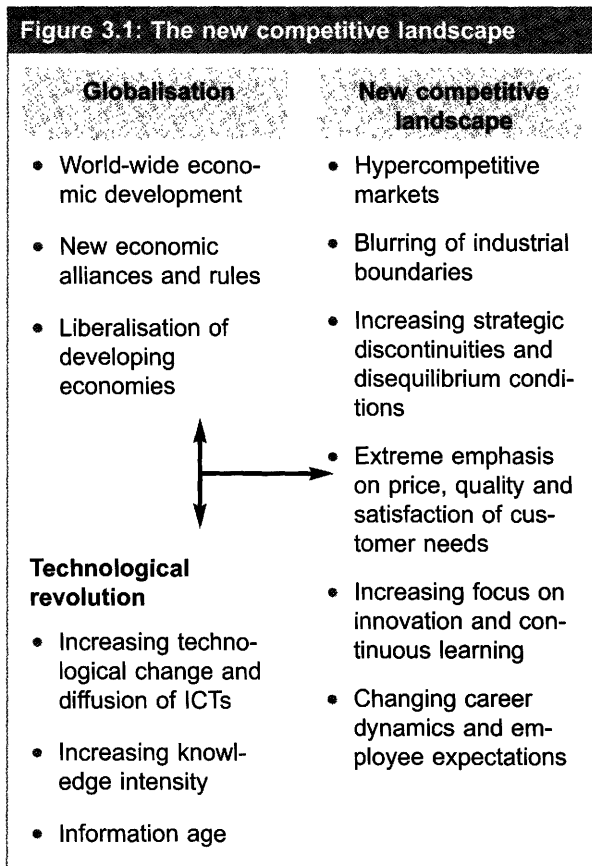 Figure 3.1: The new competitive landscape
Globalisation
• World-wide econo-
mic development
• New economic
alliances and rules
• Liberalisation of
developing
economies
Technological
revolution
• Increasing techno-
logical change and
diffusion of ICTs
• Increasing knowl-
edge intensity
• Information age
New competitive
landscape
• Hypercompetitive
markets
• Blurring of industrial
boundaries
• Increasing strategic
discontinuities and
disequilibrium condi-
tions
• Extreme emphasis
on price, quality and
satisfaction of cus-
tomer needs
• Increasing focus on
innovation and con-
tinuous learning
• Changing career
dynamics and em-
ployee expectations